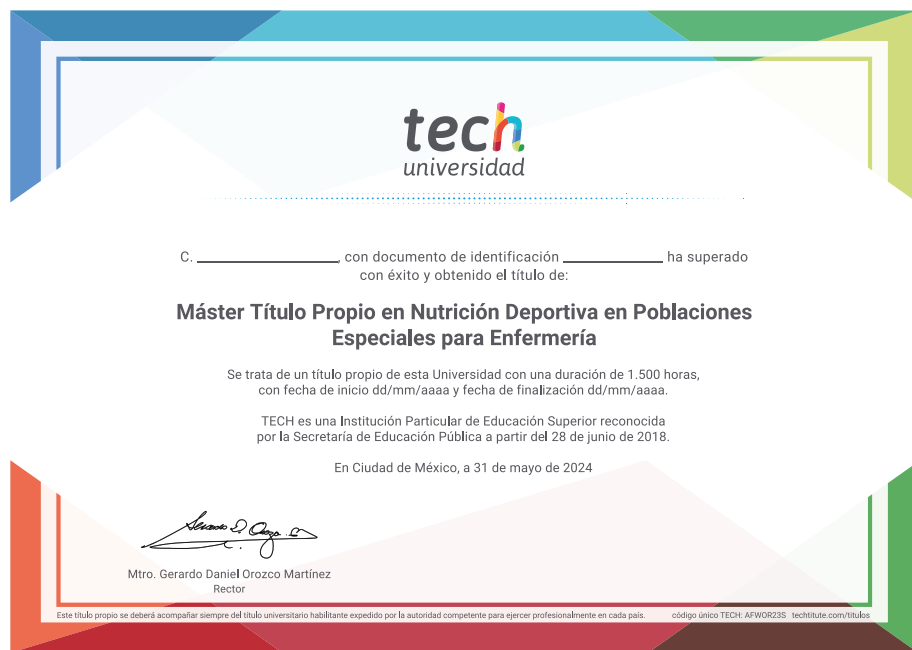 tech
universidad
C. ____________________, con documento de identificación ______________ ha superado
con éxito y obtenido el título de:
Máster Título Propio en Nutrición Deportiva en Poblaciones
Especiales para Enfermería
Se trata de un título propio de esta Universidad con una duración de 1.500 horas,
con fecha de inicio dd/mm/aaaa y fecha de finalización dd/mm/aaaa.
TECH es una Institución Particular de Educación Superior reconocida
por la Secretaría de Educación Pública a partir del 28 de junio de 2018.
En Ciudad de México, a 31 de mayo de 2024
Mtro. Gerardo Daniel Orozco Martínez
Rector
Este título propio se deberá acompañar siempre del título universitario habilitante expedido por la autoridad competente para ejercer profesionalmente en cada país. código único TECH: AFWOR23S techtitute.com/titulos